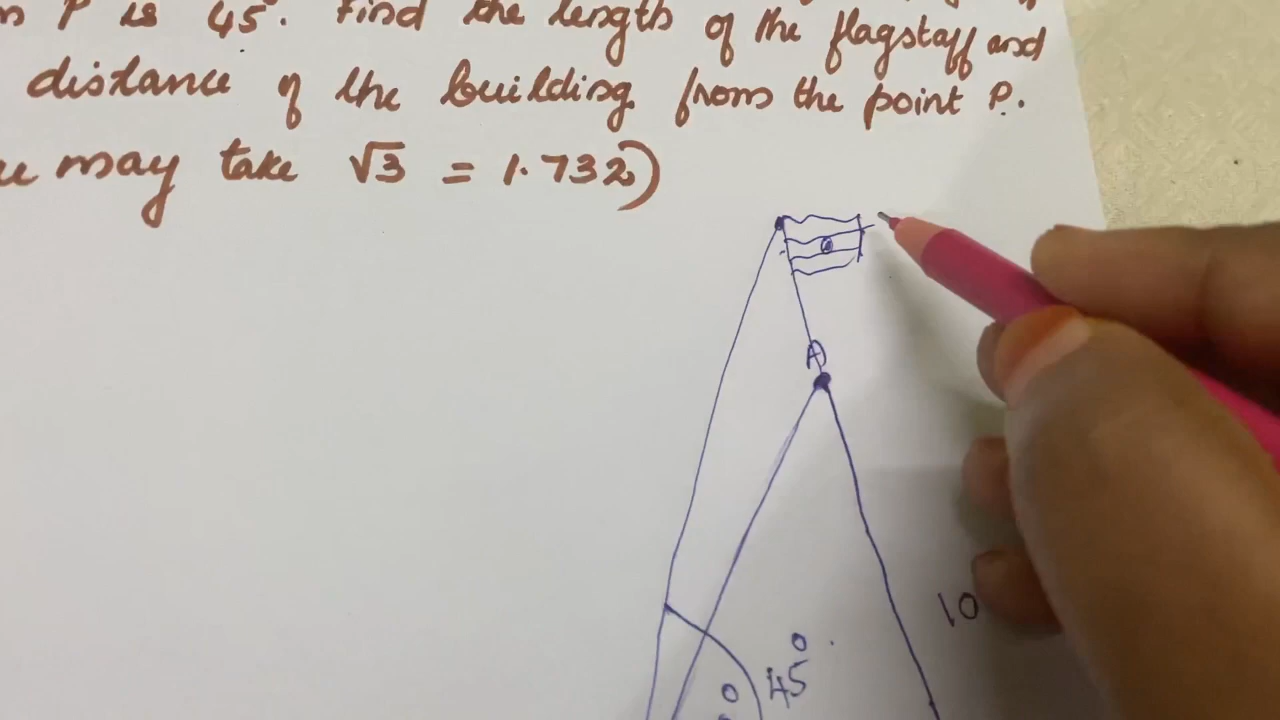 P is 45°. Find the length of the flagstaff and
distance of the building from the point P.
may take √3 = 1.732)
A
10
45°